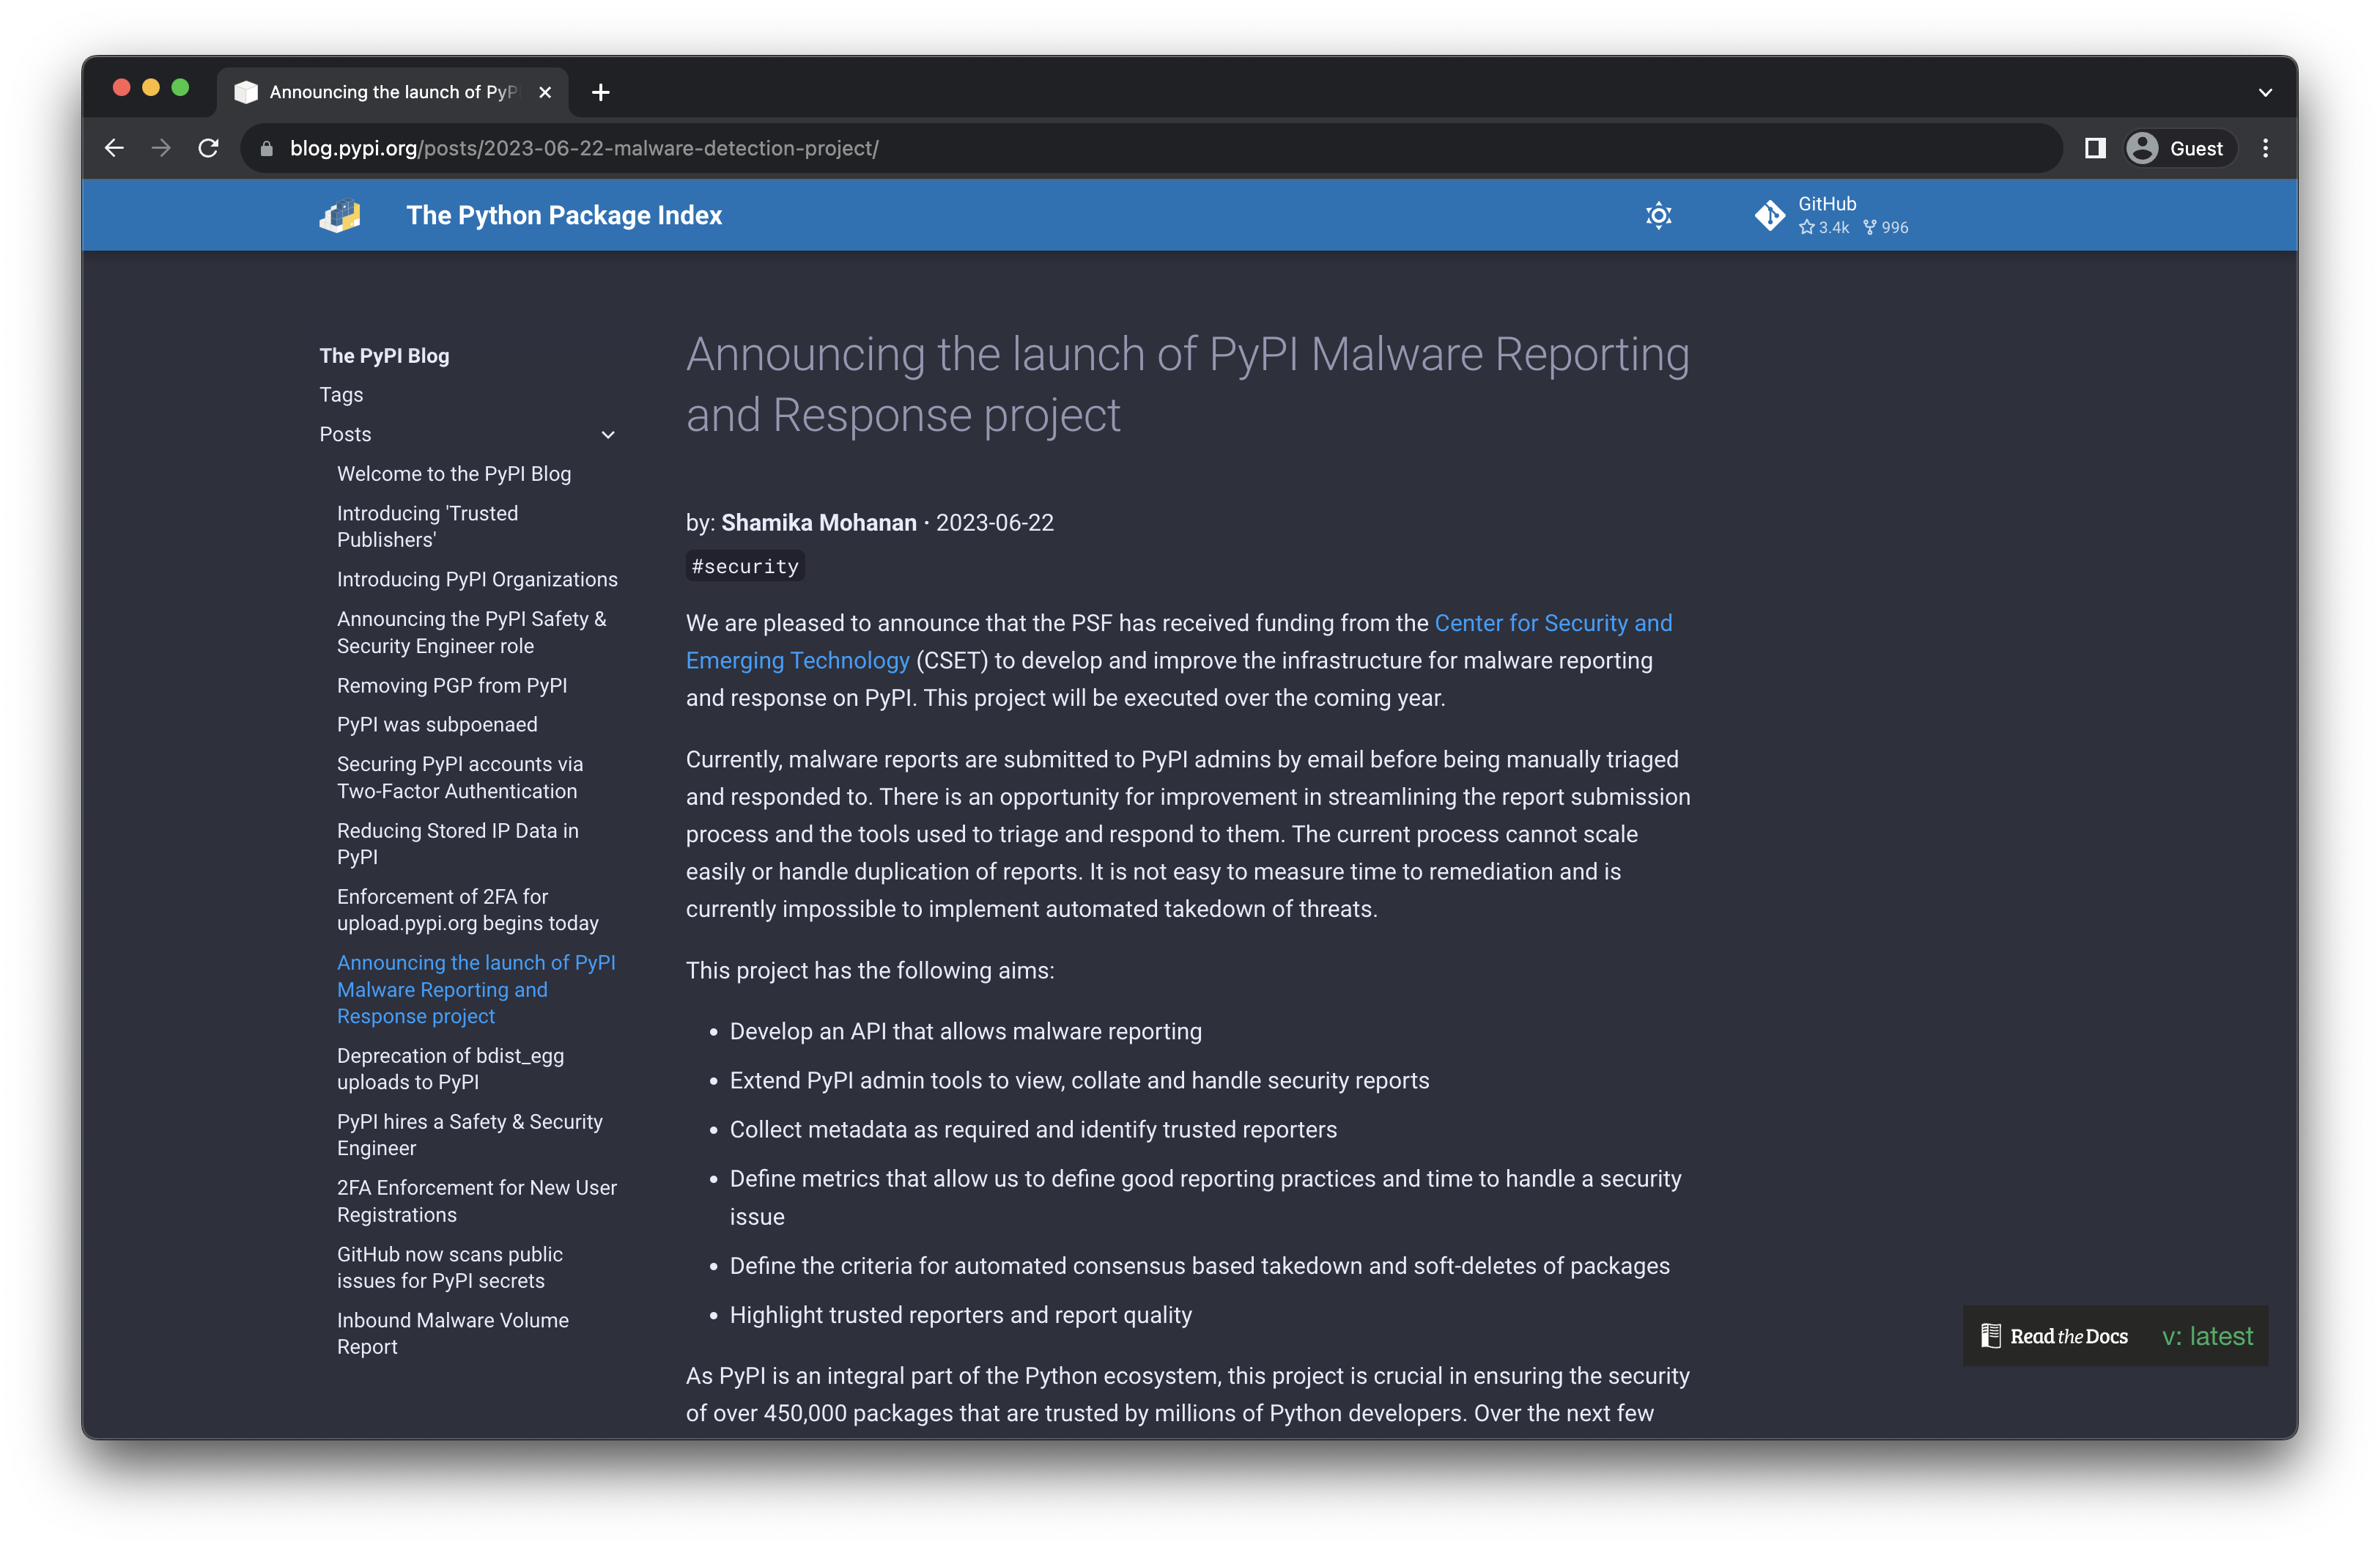 Announcing the launch of PyP
blog.pypi.org/posts/2023-06-22-malware-detection-project/
Guest
The Python Package Index
GitHub
3.4k 996
The PyPI Blog
Tags
Posts
Welcome to the PyPI Blog
Introducing 'Trusted
Publishers'
Introducing PyPI Organizations
Announcing the PyPI Safety &
Security Engineer role
Removing PGP from PyPI
PyPI was subpoenaed
Securing PyPI accounts via
Two-Factor Authentication
Reducing Stored IP Data in
PyPI
Enforcement of 2FA for
upload.pypi.org begins today
Announcing the launch of PyPI
Malware Reporting and
Response project
Deprecation of bdist_egg
uploads to PyPI
PyPI hires a Safety & Security
Engineer
2FA Enforcement for New User
Registrations
GitHub now scans public
issues for PyPI secrets
Inbound Malware Volume
Report
Announcing the launch of PyPI Malware Reporting
and Response project
by: Shamika Mohanan · 2023-06-22
#security
We are pleased to announce that the PSF has received funding from the Center for Security and
Emerging Technology (CSET) to develop and improve the infrastructure for malware reporting
and response on PyPI. This project will be executed over the coming year.
Currently, malware reports are submitted to PyPI admins by email before being manually triaged
and responded to. There is an opportunity for improvement in streamlining the report submission
process and the tools used to triage and respond to them. The current process cannot scale
easily or handle duplication of reports. It is not easy to measure time to remediation and is
currently impossible to implement automated takedown of threats.
This project has the following aims:
• Develop an API that allows malware reporting
• Extend PyPI admin tools to view, collate and handle security reports
• Collect metadata as required and identify trusted reporters
• Define metrics that allow us to define good reporting practices and time to handle a security
issue
• Define the criteria for automated consensus based takedown and soft-deletes of packages
• Highlight trusted reporters and report quality
As PyPI is an integral part of the Python ecosystem, this project is crucial in ensuring the security
of over 450,000 packages that are trusted by millions of Python developers. Over the next few
Read the Docs v: latest